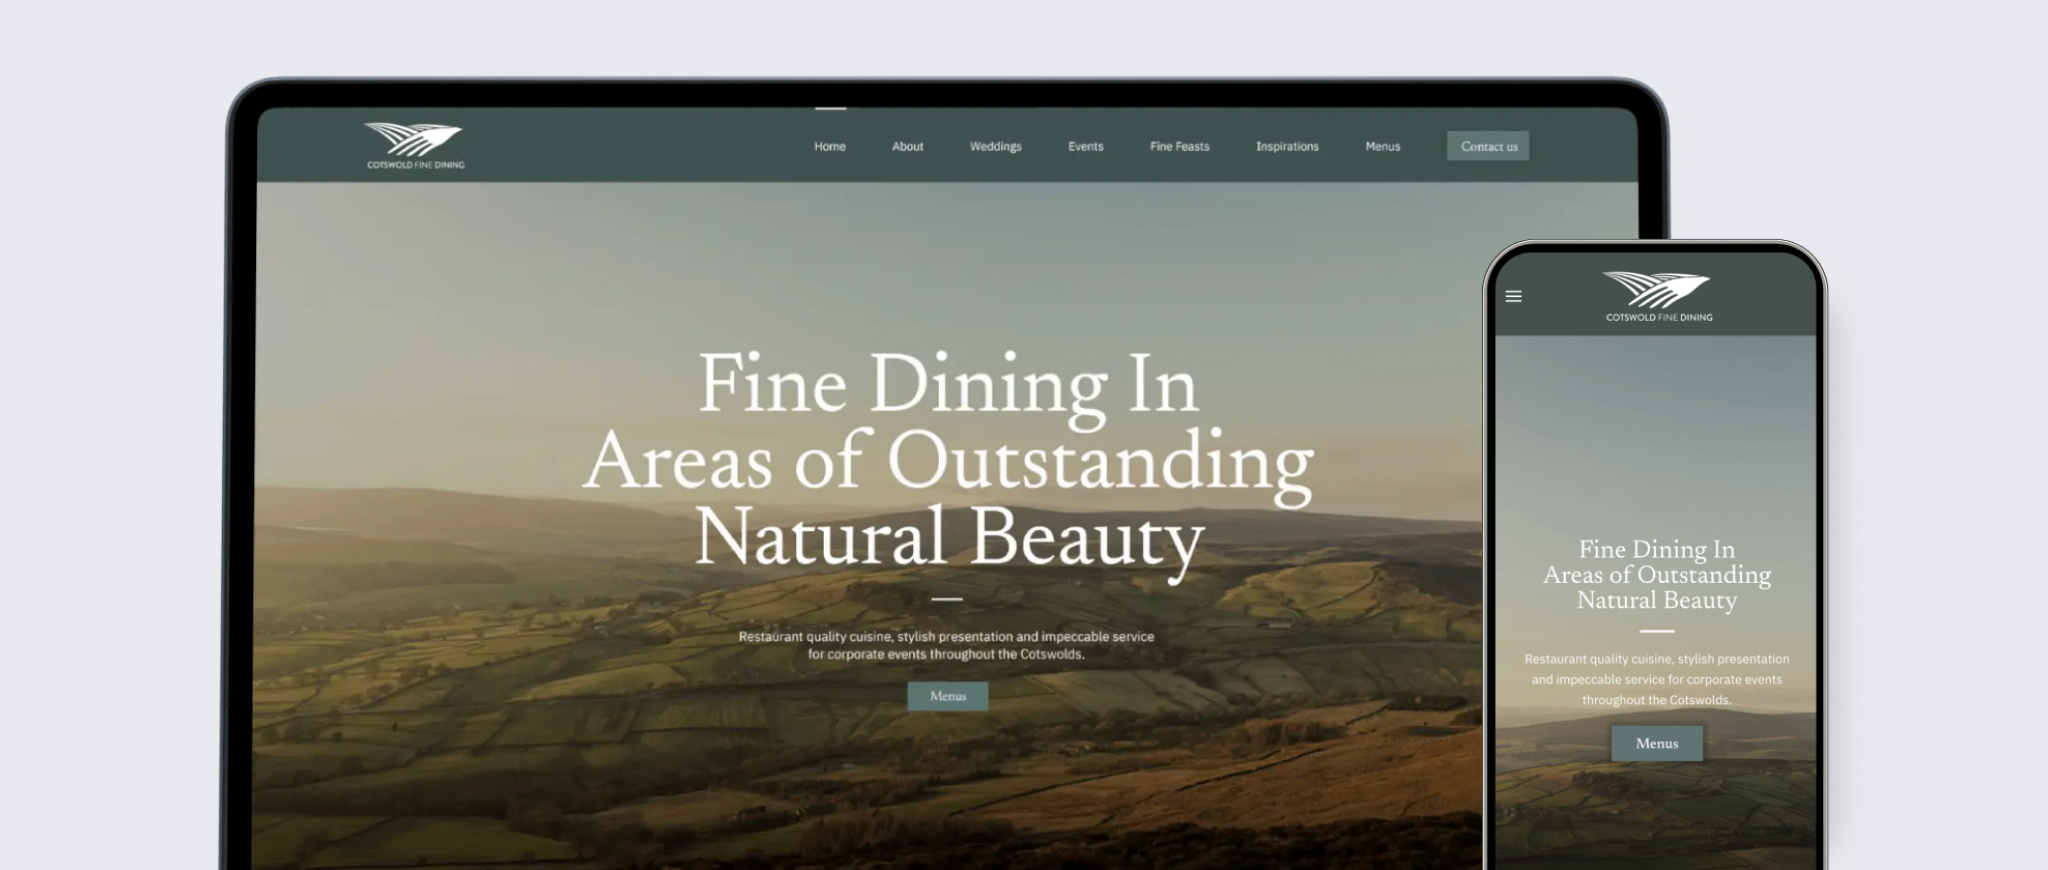 COTSWOLD FINE DINING
Home About Weddings Events Fine Feasts Inspirations Menus Contact us
Fine Dining In
Areas of Outstanding
Natural Beauty
Restaurant quality cuisine, stylish presentation and impeccable service
for corporate events throughout the Cotswolds.
Menus
COTSWOLD FINE DINING
Fine Dining In
Areas of Outstanding
Natural Beauty
Restaurant quality cuisine, stylish presentation
and impeccable service for corporate events
throughout the Cotswolds.
Menus